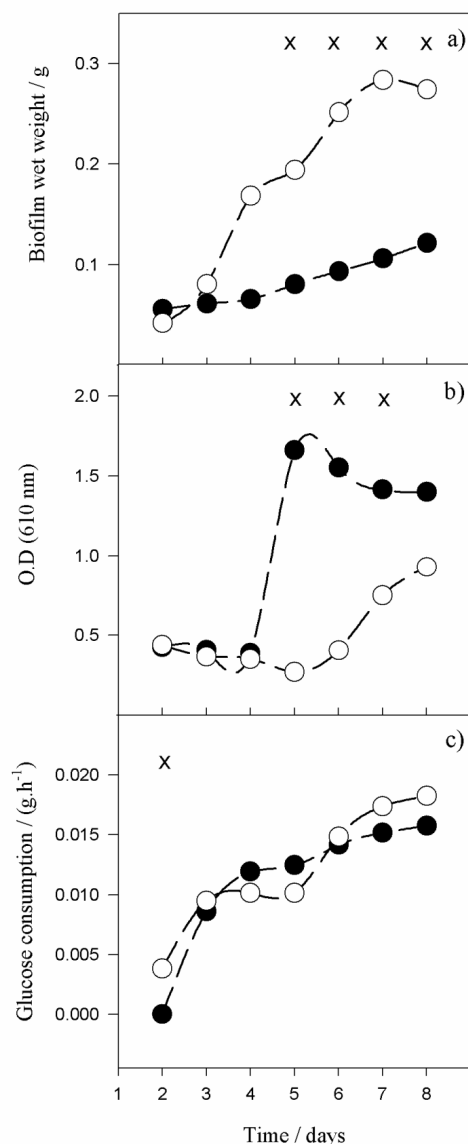 a)
x x x x
0.3
0.2
0.1
Biofilm wet weight / g
b)
x x x
2.0
1.5
1.0
0.5
O.D (610 nm)
c)
x
0.020
0.015
0.010
0.005
0.000
Glucose consumption / (g.h⁻¹)
1 2 3 4 5 6 7 8
Time / days